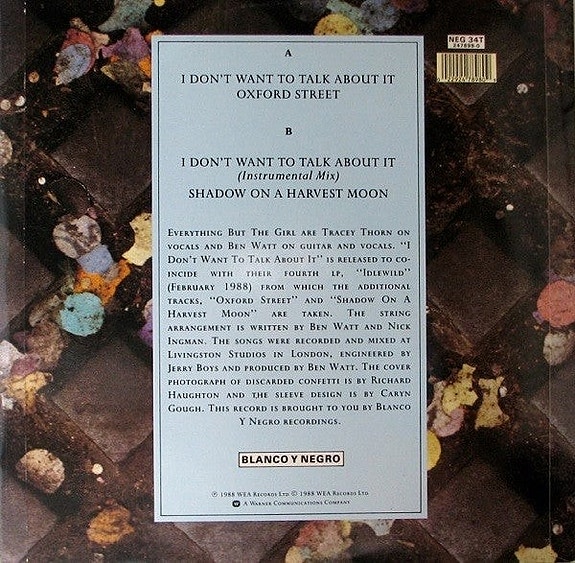 NEG 34T
247898-0
A
I DON'T WANT TO TALK ABOUT IT
OXFORD STREET
B
I DON'T WANT TO TALK ABOUT IT
(Instrumental Mix)
SHADOW ON A HARVEST MOON
EVERYTHING BUT THE GIRL ARE TRACEY THORN ON
VOCALS AND BEN WATT ON GUITAR AND VOCALS. "I
DON'T WANT TO TALK ABOUT IT" IS RELEASED TO CO-
INCIDE WITH THEIR FOURTH LP, "IDLEWILD"
(FEBRUARY 1988) FROM WHICH THE ADDITIONAL
TRACKS, "OXFORD STREET" AND "SHADOW ON A
HARVEST MOON" ARE TAKEN. THE STRING
ARRANGEMENT IS WRITTEN BY BEN WATT AND NICK
INGMAN. THE SONGS WERE RECORDED AND MIXED AT
LIVINGSTON STUDIOS IN LONDON, ENGINEERED BY
JERRY BOYS AND PRODUCED BY BEN WATT. THE COVER
PHOTOGRAPH OF DISCARDED CONFETTI IS BY RICHARD
HAUGHTON AND THE SLEEVE DESIGN IS BY CARYN
GOUGH. THIS RECORD IS BROUGHT TO YOU BY BLANCO
Y NEGRO RECORDINGS.
BLANCO Y NEGRO
℗ 1988 WEA RECORDS LTD © 1988 WEA RECORDS LTD
A WARNER COMMUNICATIONS COMPANY